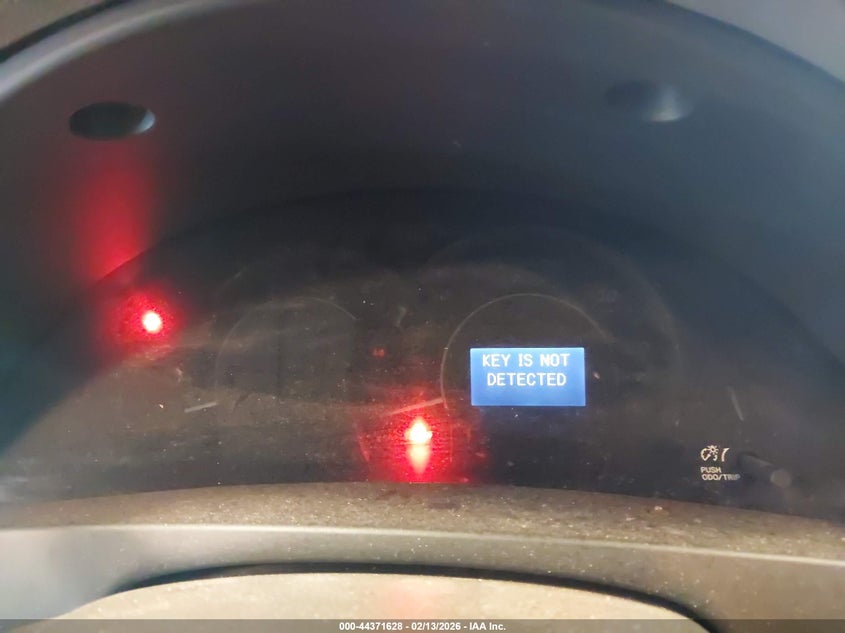 KEY IS NOT
DETECTED
PUSH
ODO/TRIP
000-44371628 - 02/13/2026 - IAA Inc.